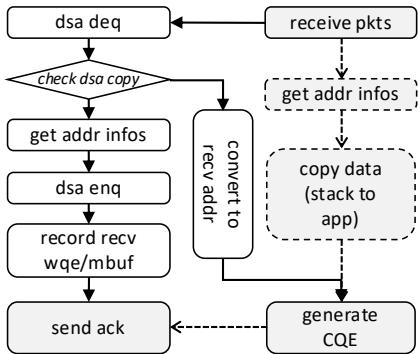 dsa deq
receive pkts
check dsa copy
get addr infos
get addr infos
convert to
recv addr
copy data
(stack to
app)
dsa enq
record recv
wqe/mbuf
send ack
generate
CQE